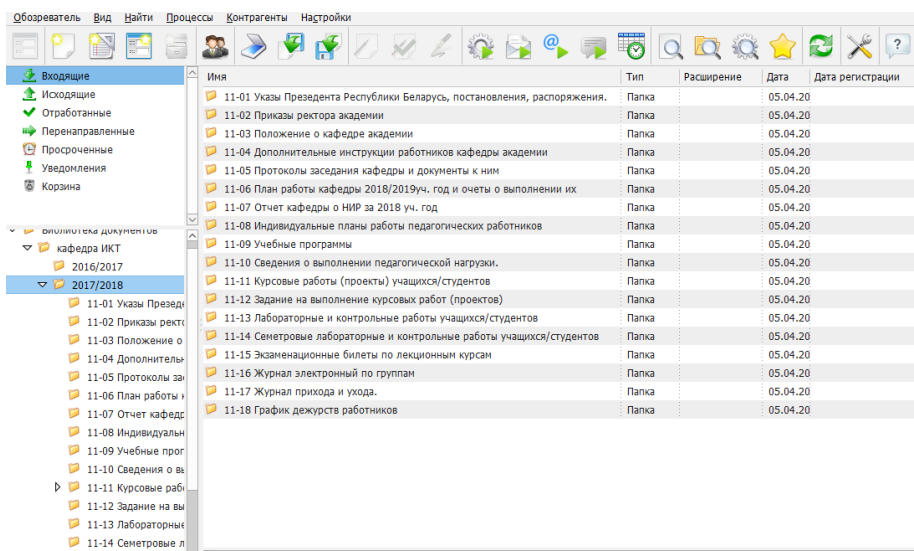 Обозреватель Вид Найти Процессы Контрагенты Настройки
Входящие
Исходящие
Отработанные
Перенаправленные
Просроченные
Уведомления
Корзина
Библиотека документов
кафедра ИКТ
2016/2017
2017/2018
11-01 Указы Президе
11-02 Приказы ректо
11-03 Положение о
11-04 Дополнительн
11-05 Протоколы зас
11-06 План работы к
11-07 Отчет кафедр
11-08 Индивидуальн
11-09 Учебные прог
11-10 Сведения о вы
11-11 Курсовые рабо
11-12 Задание на вы
11-13 Лабораторные
11-14 Семетровые л
Имя Тип Расширение Дата Дата регистрации
11-01 Указы Президента Республики Беларусь, постановления, распоряжения. Папка 05.04.20
11-02 Приказы ректора академии Папка 05.04.20
11-03 Положение о кафедре академии Папка 05.04.20
11-04 Дополнительные инструкции работников кафедры академии Папка 05.04.20
11-05 Протоколы заседания кафедры и документы к ним Папка 05.04.20
11-06 План работы кафедры 2018/2019уч. год и очеты о выполнении их Папка 05.04.20
11-07 Отчет кафедры о НИР за 2018 уч. год Папка 05.04.20
11-08 Индивидуальные планы работы педагогических работников Папка 05.04.20
11-09 Учебные программы Папка 05.04.20
11-10 Сведения о выполнении педагогической нагрузки. Папка 05.04.20
11-11 Курсовые работы (проекты) учащихся/студентов Папка 05.04.20
11-12 Задание на выполнение курсовых работ (проектов) Папка 05.04.20
11-13 Лабораторные и контрольные работы учащихся/студентов Папка 05.04.20
11-14 Семетровые лабораторные и контрольные работы учащихся/студентов Папка 05.04.20
11-15 Экзаменационные билеты по лекционным курсам Папка 05.04.20
11-16 Журнал электронный по группам Папка 05.04.20
11-17 Журнал прихода и ухода. Папка 05.04.20
11-18 График дежурств работников Папка 05.04.20